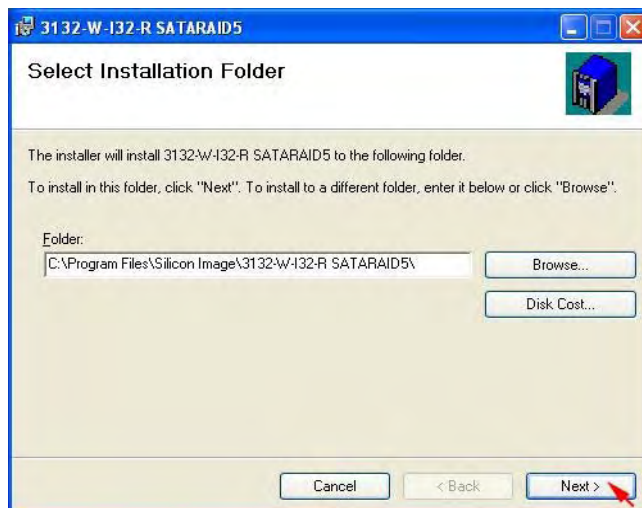 3132-W-I32-R SATARAID5
Select Installation Folder
The installer will install 3132-W-I32-R SATARAID5 to the following folder.
To install in this folder, click "Next". To install to a different folder, enter it below or click "Browse".
Folder:
C:\Program Files\Silicon Image\3132-W-I32-R SATARAID5\
Browse...
Disk Cost...
Cancel
< Back
Next >